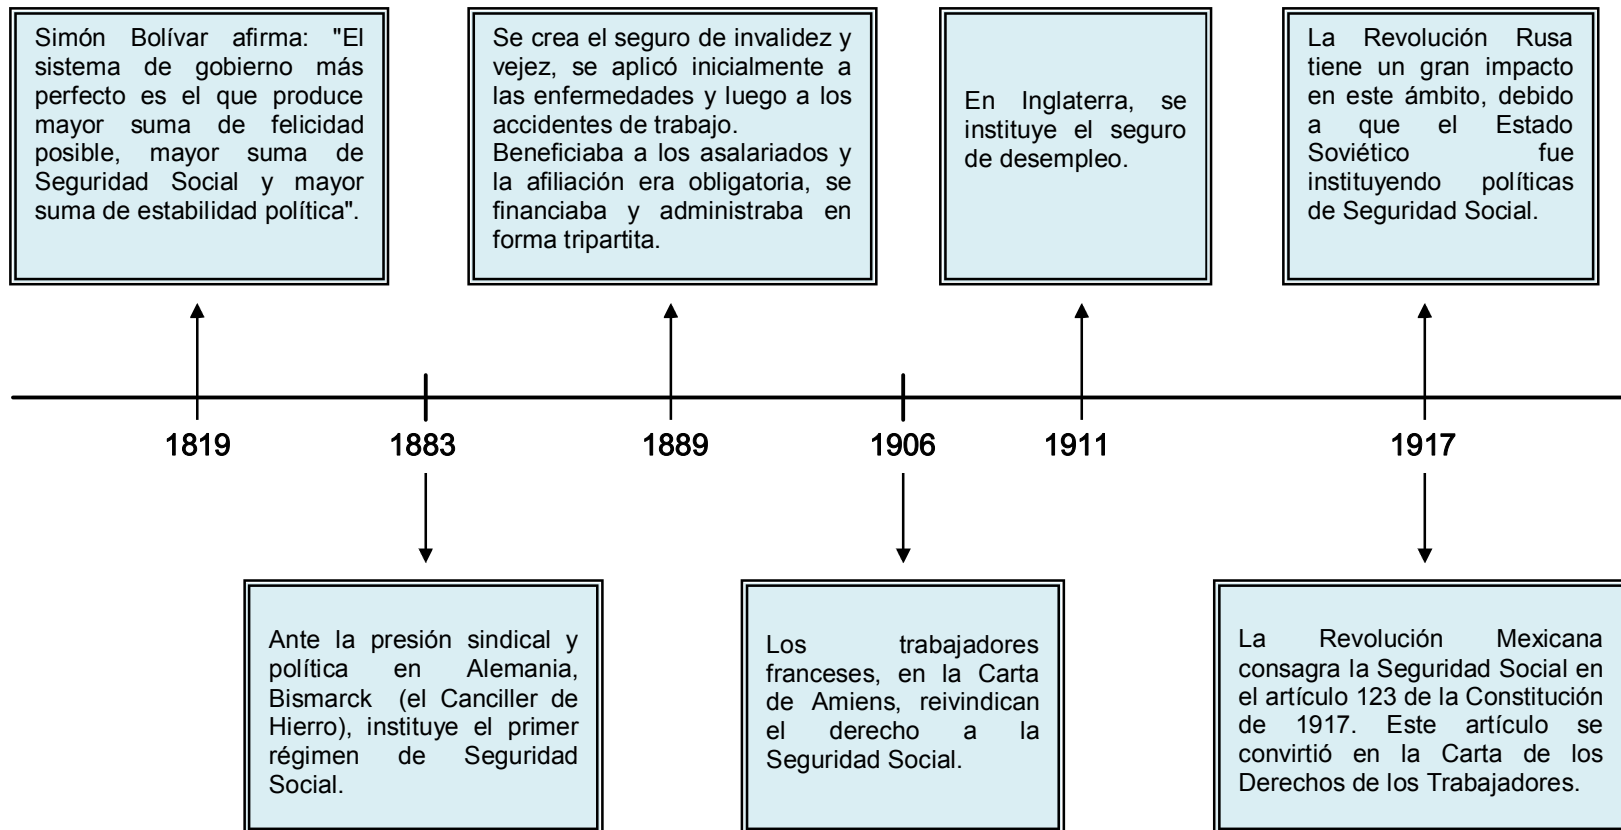 Simón Bolívar afirma: "El
sistema de gobierno más
perfecto es el que produce
mayor suma de felicidad
posible, mayor suma de
Seguridad Social y mayor
suma de estabilidad política".
Se crea el seguro de invalidez y
vejez, se aplicó inicialmente a
las enfermedades y luego a los
accidentes de trabajo.
Beneficiaba a los asalariados y
la afiliación era obligatoria, se
financiaba y administraba en
forma tripartita.
En Inglaterra, se
instituye el seguro
de desempleo.
La Revolución Rusa
tiene un gran impacto
en este ámbito, debido
a que el Estado
Soviético fue
instituyendo políticas
de Seguridad Social.
1819
1883
1889
1906
1911
1917
Ante la presión sindical y
política en Alemania,
Bismarck (el Canciller de
Hierro), instituye el primer
régimen de Seguridad
Social.
Los trabajadores
franceses, en la Carta
de Amiens, reivindican
el derecho a la
Seguridad Social.
La Revolución Mexicana
consagra la Seguridad Social en
el artículo 123 de la Constitución
de 1917. Este artículo se
convirtió en la Carta de los
Derechos de los Trabajadores.